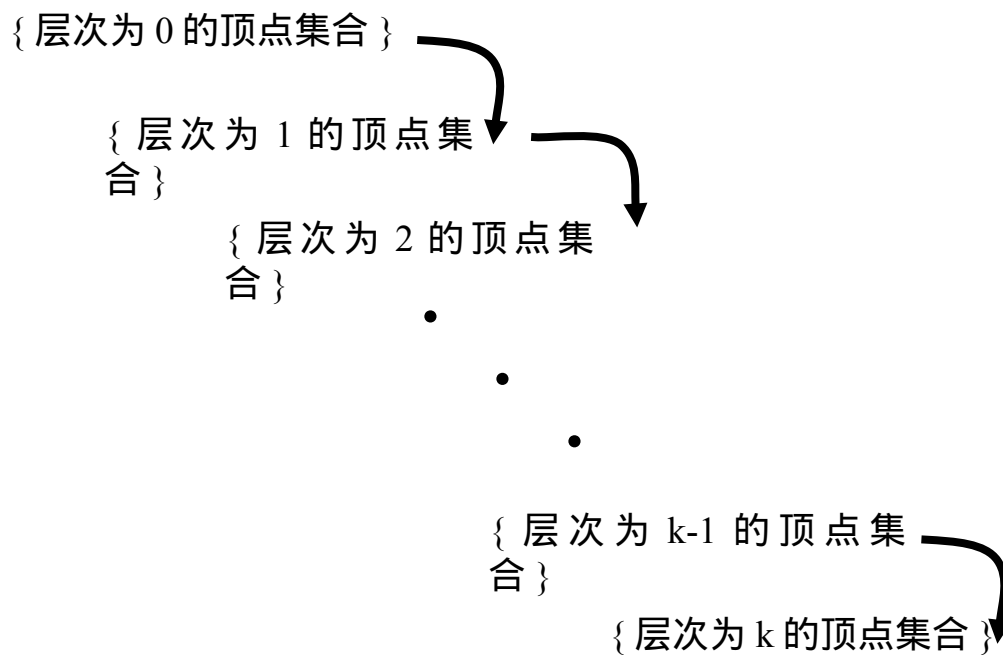 { 层次为 0 的顶点集合 }
{ 层次为 1 的顶点集
合 }
{ 层次为 2 的顶点集
合 }
{ 层次为 k-1 的顶点集
合 }
{ 层次为 k 的顶点集合 }